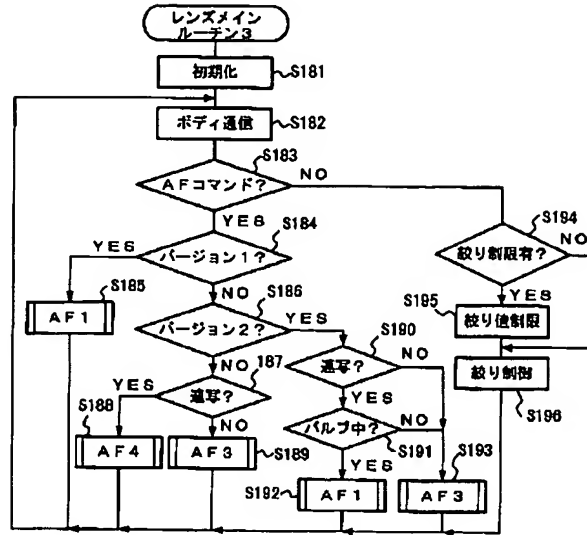 レンズメイン
ルーチン3
初期化
S181
ボディ通信
S182
S183
AFコマンド?
NO
YES
S184
S194
YES
バージョン1?
絞り制限有?
NO
S185
NO
S186
YES
AF1
バージョン2?
YES
S190
S195
絞り値制限
NO
187
連写?
NO
絞り制御
YES
連写?
YES
S196
S188
NO
バルブ中?
NO
S191
S193
AF4
AF3
S189
YES
S192
AF1
AF3